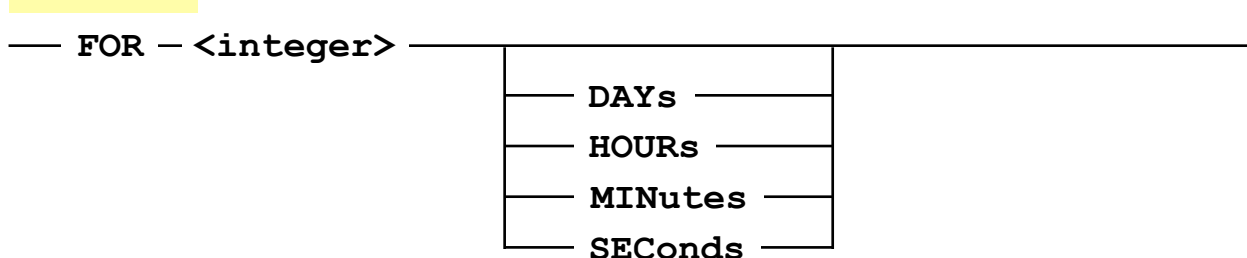 FOR <integer>
DAYs
HOURs
MINutes
SEConds